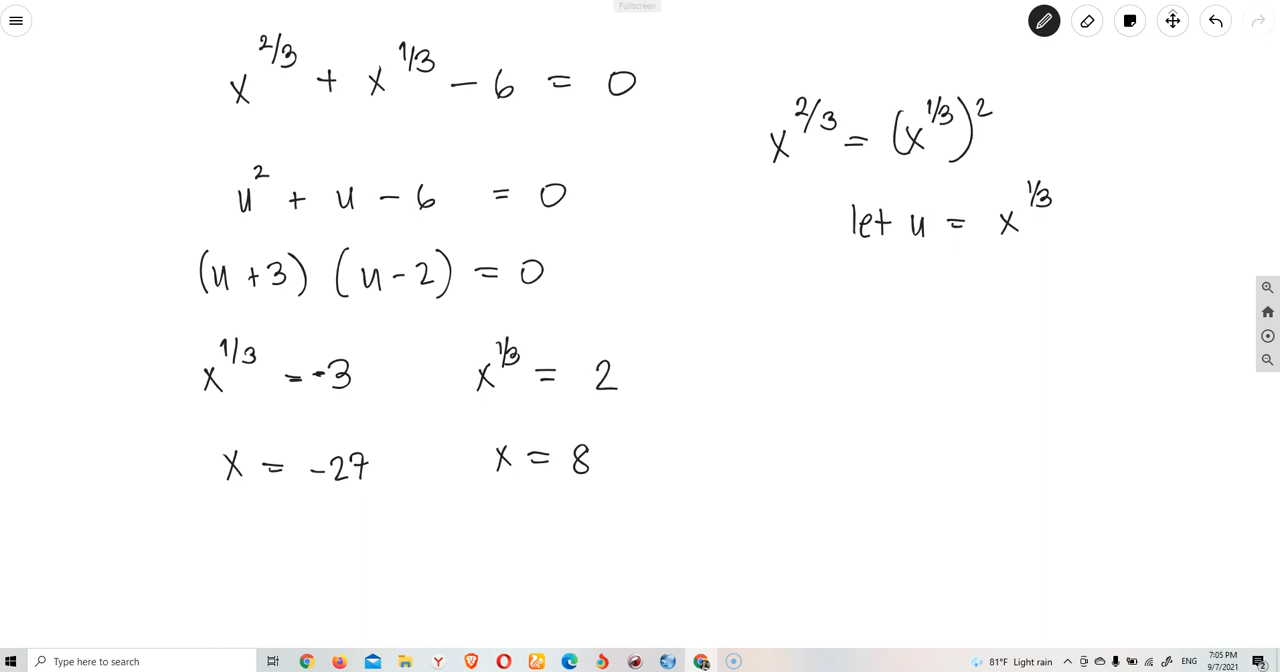 Fullscreen
x^{2/3} + x^{1/3} - 6 = 0
x^{2/3} = (x^{1/3})^2
u^2 + u - 6 = 0
let u = x^{1/3}
(u + 3) (u - 2) = 0
x^{1/3} = -3
x^{1/3} = 2
x = -27
x = 8
Type here to search
81°F Light rain
ENG
7:05 PM
9/7/2021
2